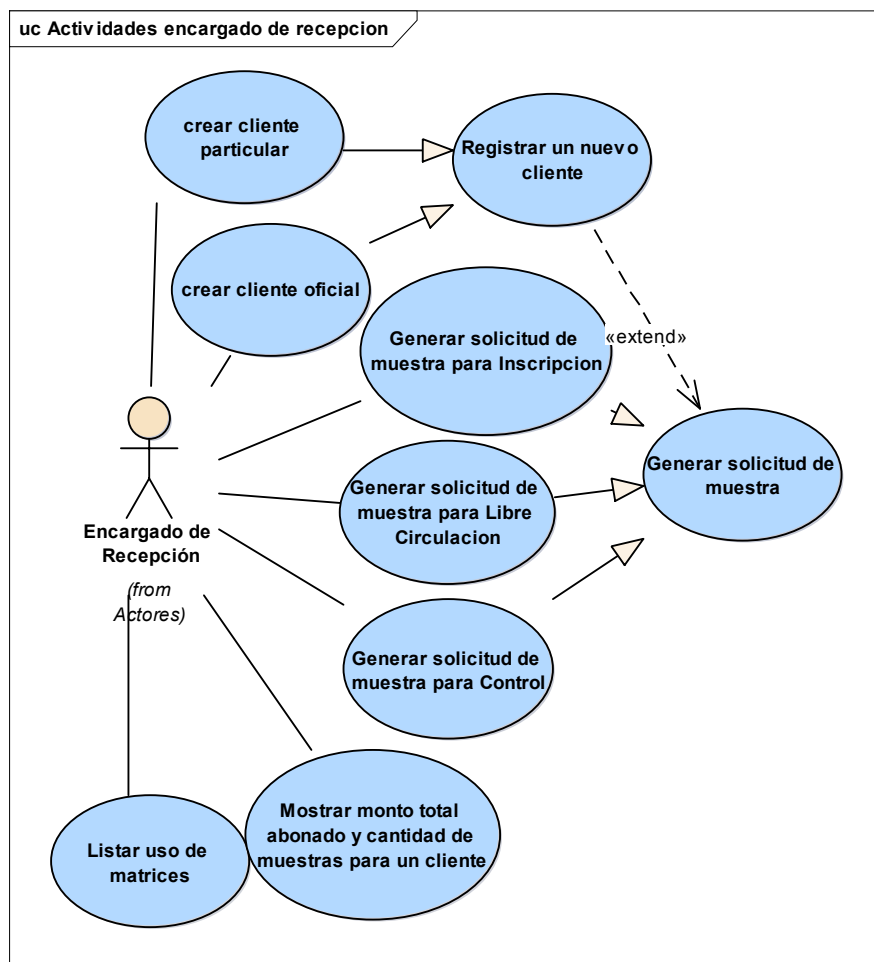 uc Actividades encargado de recepcion
crear cliente
particular
Registrar un nuevo
cliente
crear cliente oficial
Generar solicitud de
muestra para Inscripcion
«extend»
Generar solicitud de
muestra
Generar solicitud de
muestra para Libre
Circulacion
Encargado de
Recepción
(from
Actores)
Generar solicitud de
muestra para Control
Mostrar monto total
abonado y cantidad de
muestras para un cliente
Listar uso de
matrices